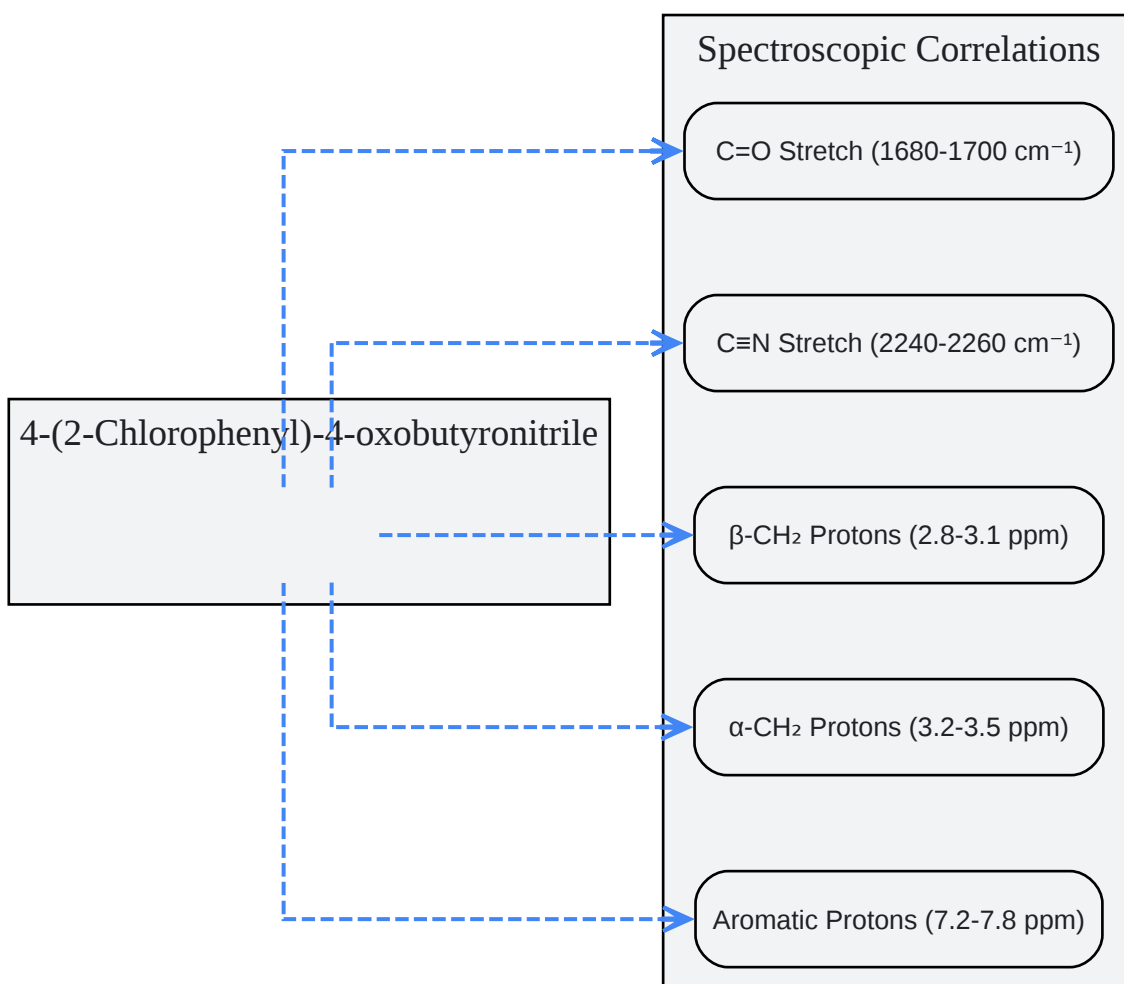 Spectroscopic Correlations
C=O Stretch (1680-1700 cm⁻¹)
C≡N Stretch (2240-2260 cm⁻¹)
4-(2-Chlorophenyl)-4-oxobutyronitrile
β-CH₂ Protons (2.8-3.1 ppm)
α-CH₂ Protons (3.2-3.5 ppm)
Aromatic Protons (7.2-7.8 ppm)